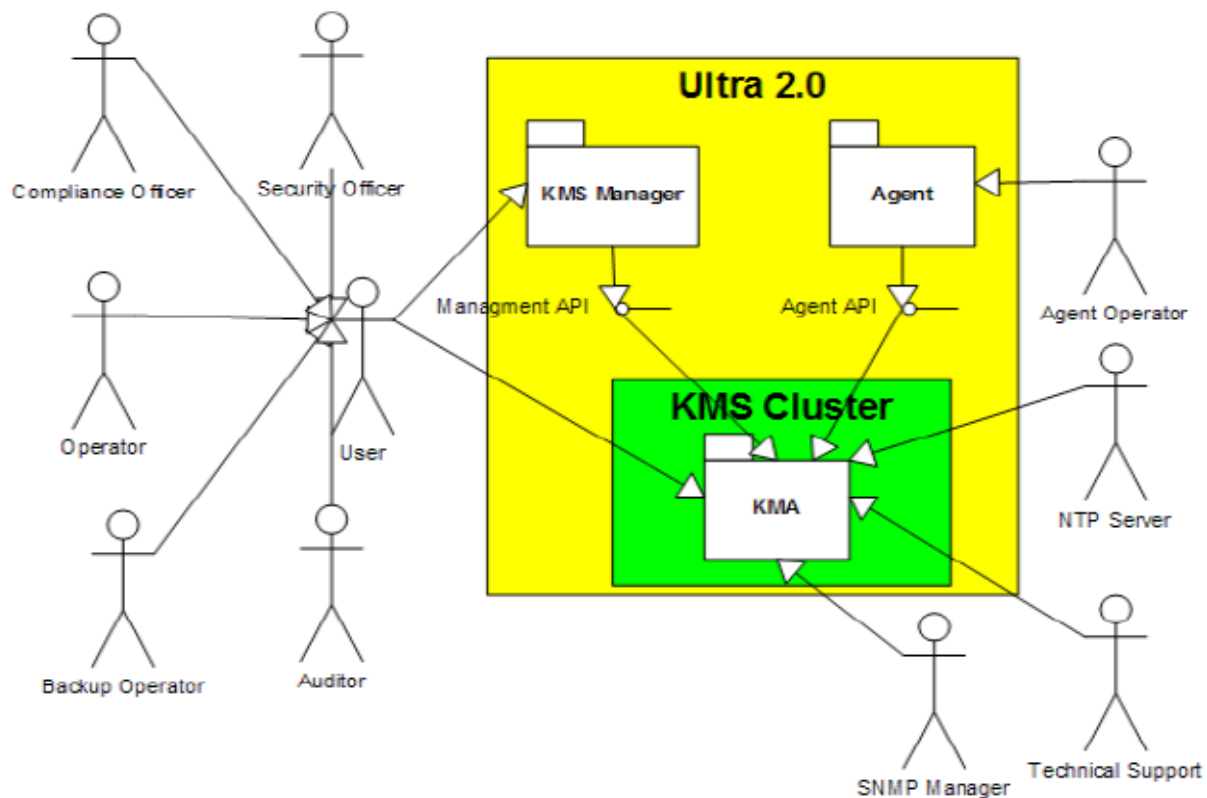 Ultra 2.0
Compliance Officer
Security Officer
KMS Manager
Agent
Managment API
Agent API
Agent Operator
Operator
User
KMS Cluster
KMA
NTP Server
Backup Operator
Auditor
SNMP Manager
Technical Support